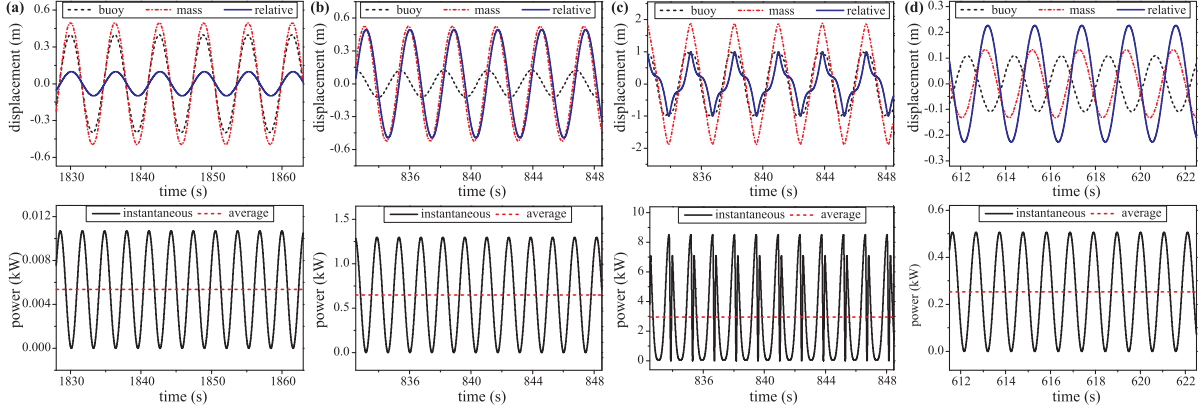 (a) buoy mass relative
displacement (m)
0.6
0.3
0.0
-0.3
-0.6
1830 1840 1850 1860
time (s)
(b) buoy mass relative
displacement (m)
0.6
0.3
0.0
-0.3
-0.6
836 840 844 848
time (s)
(c) buoy mass relative
displacement (m)
2
1
0
-1
-2
836 840 844 848
time (s)
(d) buoy mass relative
displacement (m)
0.3
0.2
0.1
0.0
-0.1
-0.2
-0.3
612 614 616 618 620 622
time (s)
instantaneous average
power (kW)
0.012
0.008
0.004
0.000
1830 1840 1850 1860
time (s)
instantaneous average
power (kW)
1.5
1.0
0.5
0.0
836 840 844 848
time (s)
instantaneous average
power (kW)
10
8
6
4
2
0
836 840 844 848
time (s)
instantaneous average
power (kW)
0.6
0.4
0.2
0.0
612 614 616 618 620 622
time (s)